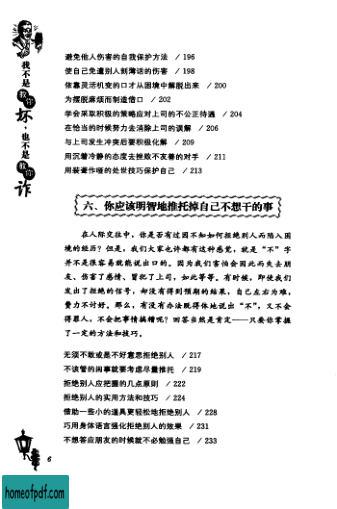 我不是教你坏，也不是教你诈
避免他人伤害的自我保护方法 / 196
使自己免遭别人刻薄话的伤害 / 198
依靠灵活机变的口才从困境中解脱出来 / 200
为摆脱麻烦而制造借口 / 202
学会采取积极的策略应对上司的不公正待遇 / 204
在恰当的时候努力去消除上司的误解 / 206
与上司发生冲突后要积极化解 / 209
用沉着冷静的态度去挫败不友善的对手 / 211
用装聋作哑的处世技巧保护自己 / 213
六、你应该明智地推托掉自己不想干的事
在人际交往中，你是否有过因不知如何拒绝别人而陷入困
境的经历？但是，我们大家也许都有这种感觉，就是“不”字
并不是很容易就能说出口的。因为我们害怕会因此而失去朋
友、伤害了感情、冒犯了上司，如此等等。有时候，即使我们
发出了拒绝的信号，却没有得到预期的结果，自己左右为难，
费力不讨好。那么，有没有办法既得体地说出“不”，又不会
得罪人，不会把事情搞糟呢？回答当然是肯定——只要你掌握
了一定的方法和技巧。
无须不敢或是不好意思拒绝别人 / 217
不该管的闲事就要考虑尽量推托 / 219
拒绝别人应把握的几点原则 / 222
拒绝别人的实用方法和技巧 / 224
借助一些小的道具更轻松地拒绝别人 / 228
巧用身体语言强化拒绝别人的效果 / 231
不想答应朋友的时候就不必勉强自己 / 233
6
homeofpdf.com